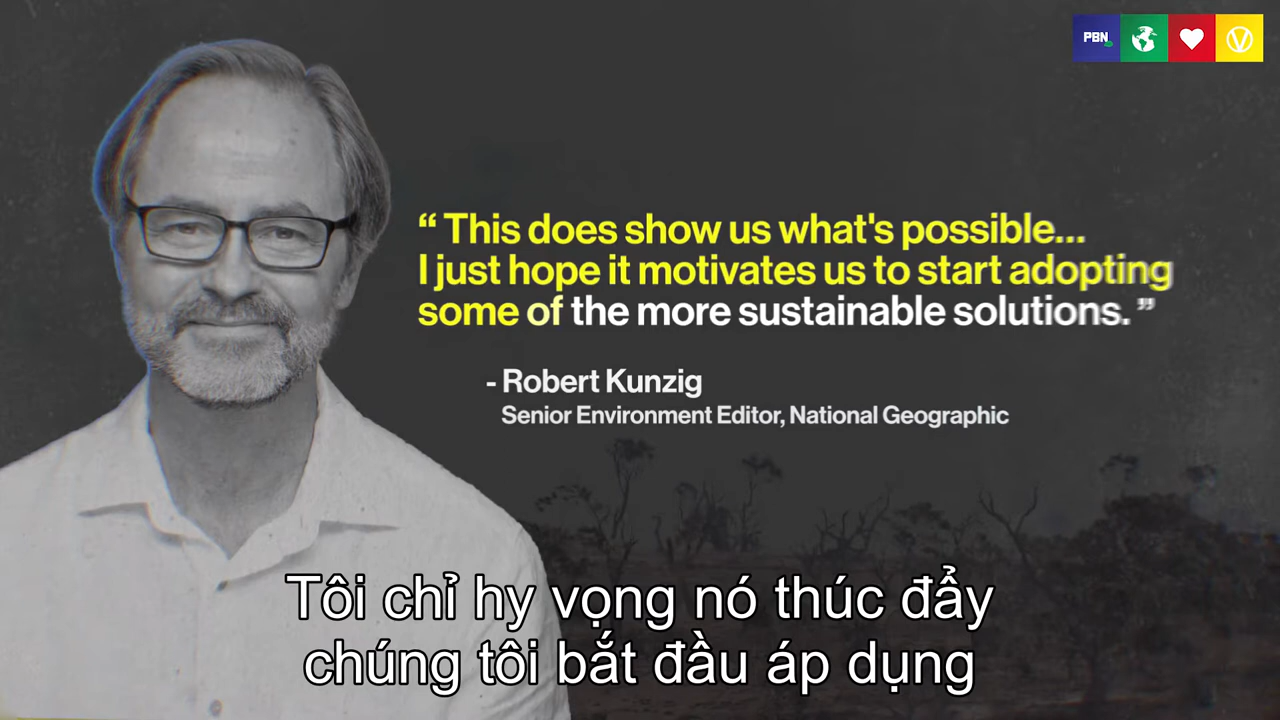 PBN
“ This does show us what's possible...
I just hope it motivates us to start adopting
some of the more sustainable solutions. ”
- Robert Kunzig
Senior Environment Editor, National Geographic
Tôi chỉ hy vọng nó thúc đẩy
chúng tôi bắt đầu áp dụng